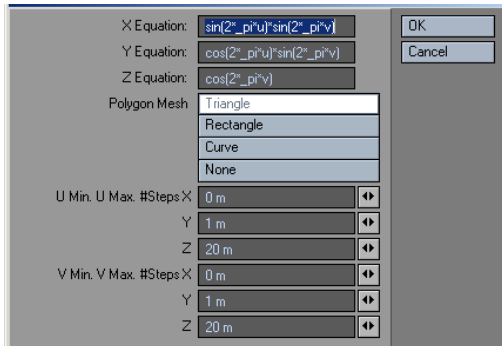 X Equation: sin(2*_pi*u)*sin(2*_pi*v) OK
Y Equation: cos(2*_pi*u)*sin(2*_pi*v) Cancel
Z Equation: cos(2*_pi*v)
Polygon Mesh Triangle
Rectangle
Curve
None
U Min. U Max. #Steps X 0 m
Y 1 m
Z 20 m
V Min. V Max. #Steps X 0 m
Y 1 m
Z 20 m